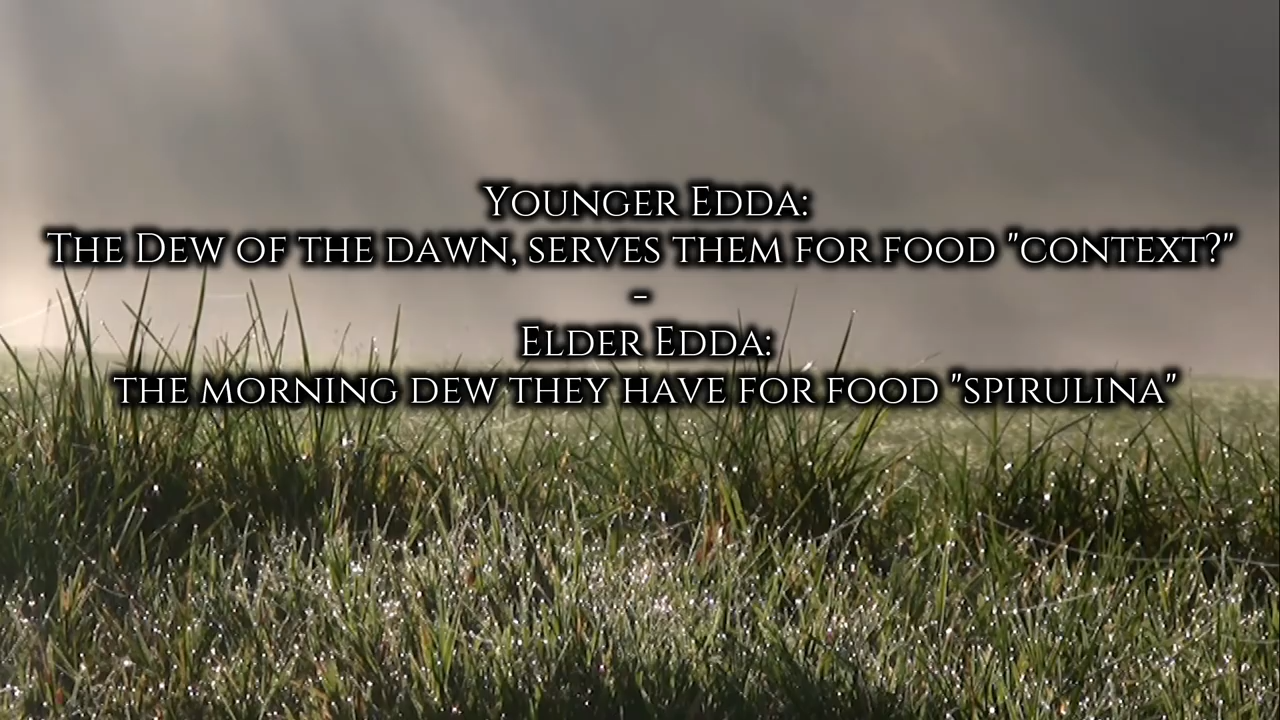 Younger Edda:
The Dew of the dawn, serves them for food "context?"
-
Elder Edda:
the morning dew they have for food "spirulina"